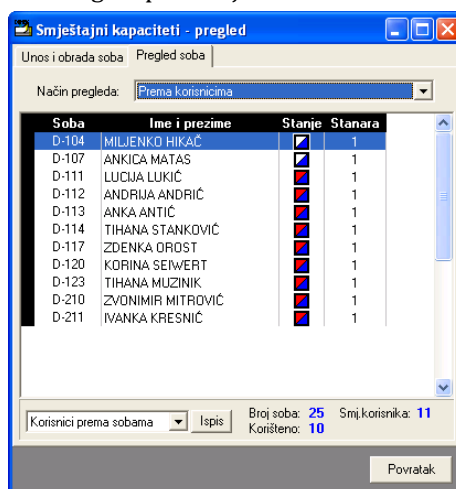 Smještajni kapaciteti - pregled
Unos i obrada soba Pregled soba
Način pregleda: Prema korisnicima
Soba Ime i prezime Stanje Stanara
D-104 MILJENKO HIKAČ 1
D-107 ANKICA MATAS 1
D-111 LUCIJA LUKIĆ 1
D-112 ANDRIJA ANDRIĆ 1
D-113 ANKA ANTIĆ 1
D-114 TIHANA STANKOVIĆ 1
D-117 ZDENKA OROST 1
D-120 KORINA SEIWERT 1
D-123 TIHANA MUZINIK 1
D-210 ZVONIMIR MITROVIĆ 1
D-211 IVANKA KRESNIĆ 1
Korisnici prema sobama Ispis Broj soba: 25 Smj.korisnika: 11
Korišteno: 10
Povratak